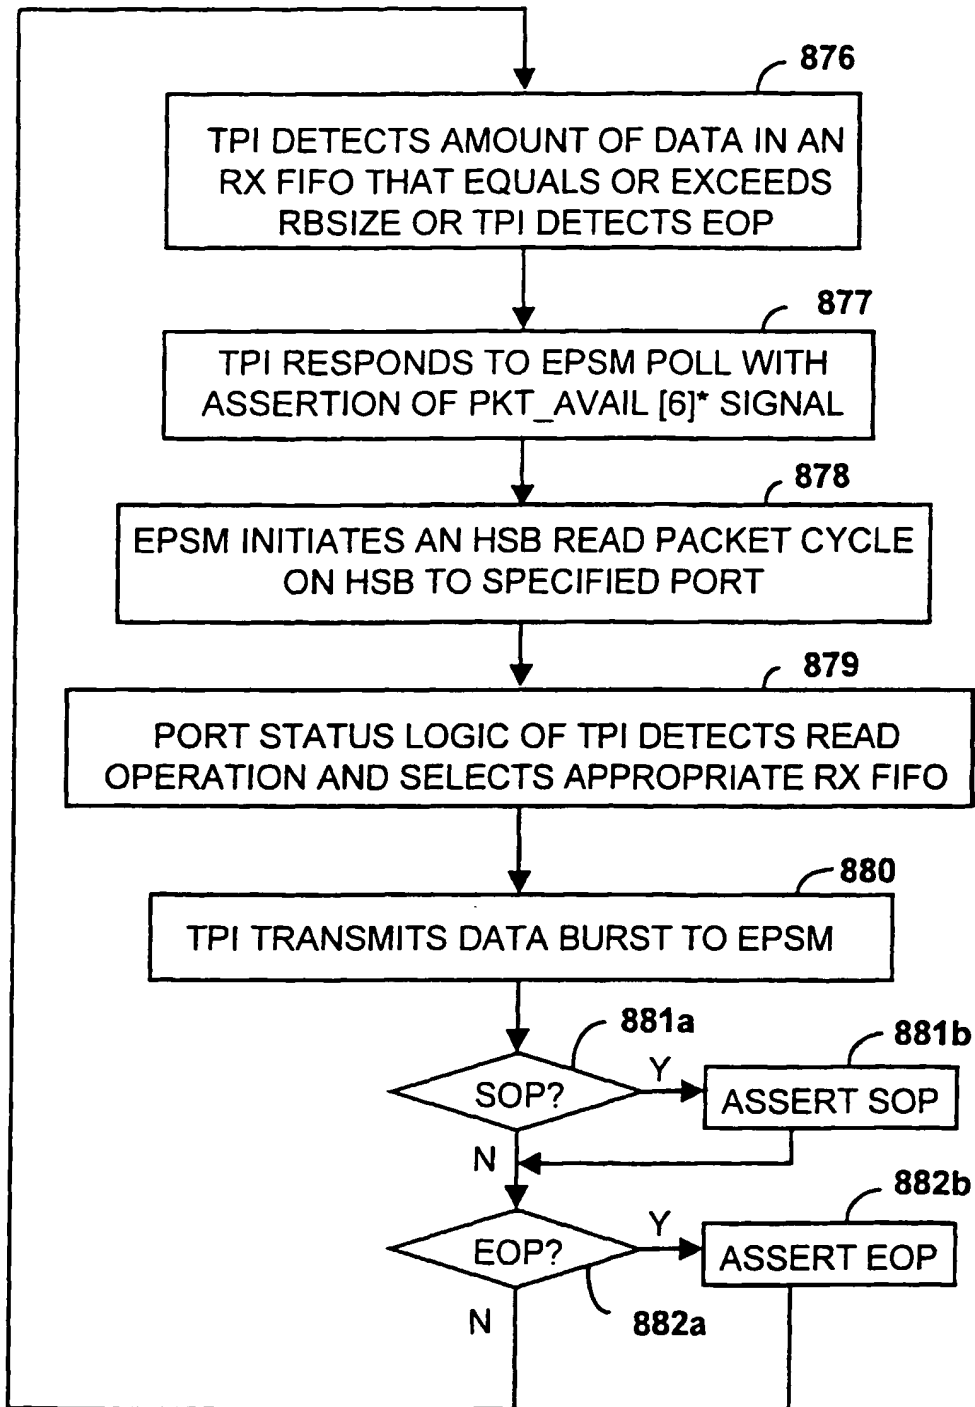 876
TPI DETECTS AMOUNT OF DATA IN AN
RX FIFO THAT EQUALS OR EXCEEDS
RBSIZE OR TPI DETECTS EOP
877
TPI RESPONDS TO EPSM POLL WITH
ASSERTION OF PKT_AVAIL [6]* SIGNAL
878
EPSM INITIATES AN HSB READ PACKET CYCLE
ON HSB TO SPECIFIED PORT
879
PORT STATUS LOGIC OF TPI DETECTS READ
OPERATION AND SELECTS APPROPRIATE RX FIFO
880
TPI TRANSMITS DATA BURST TO EPSM
881a
881b
SOP?
Y
ASSERT SOP
N
882b
EOP?
Y
ASSERT EOP
N
882a